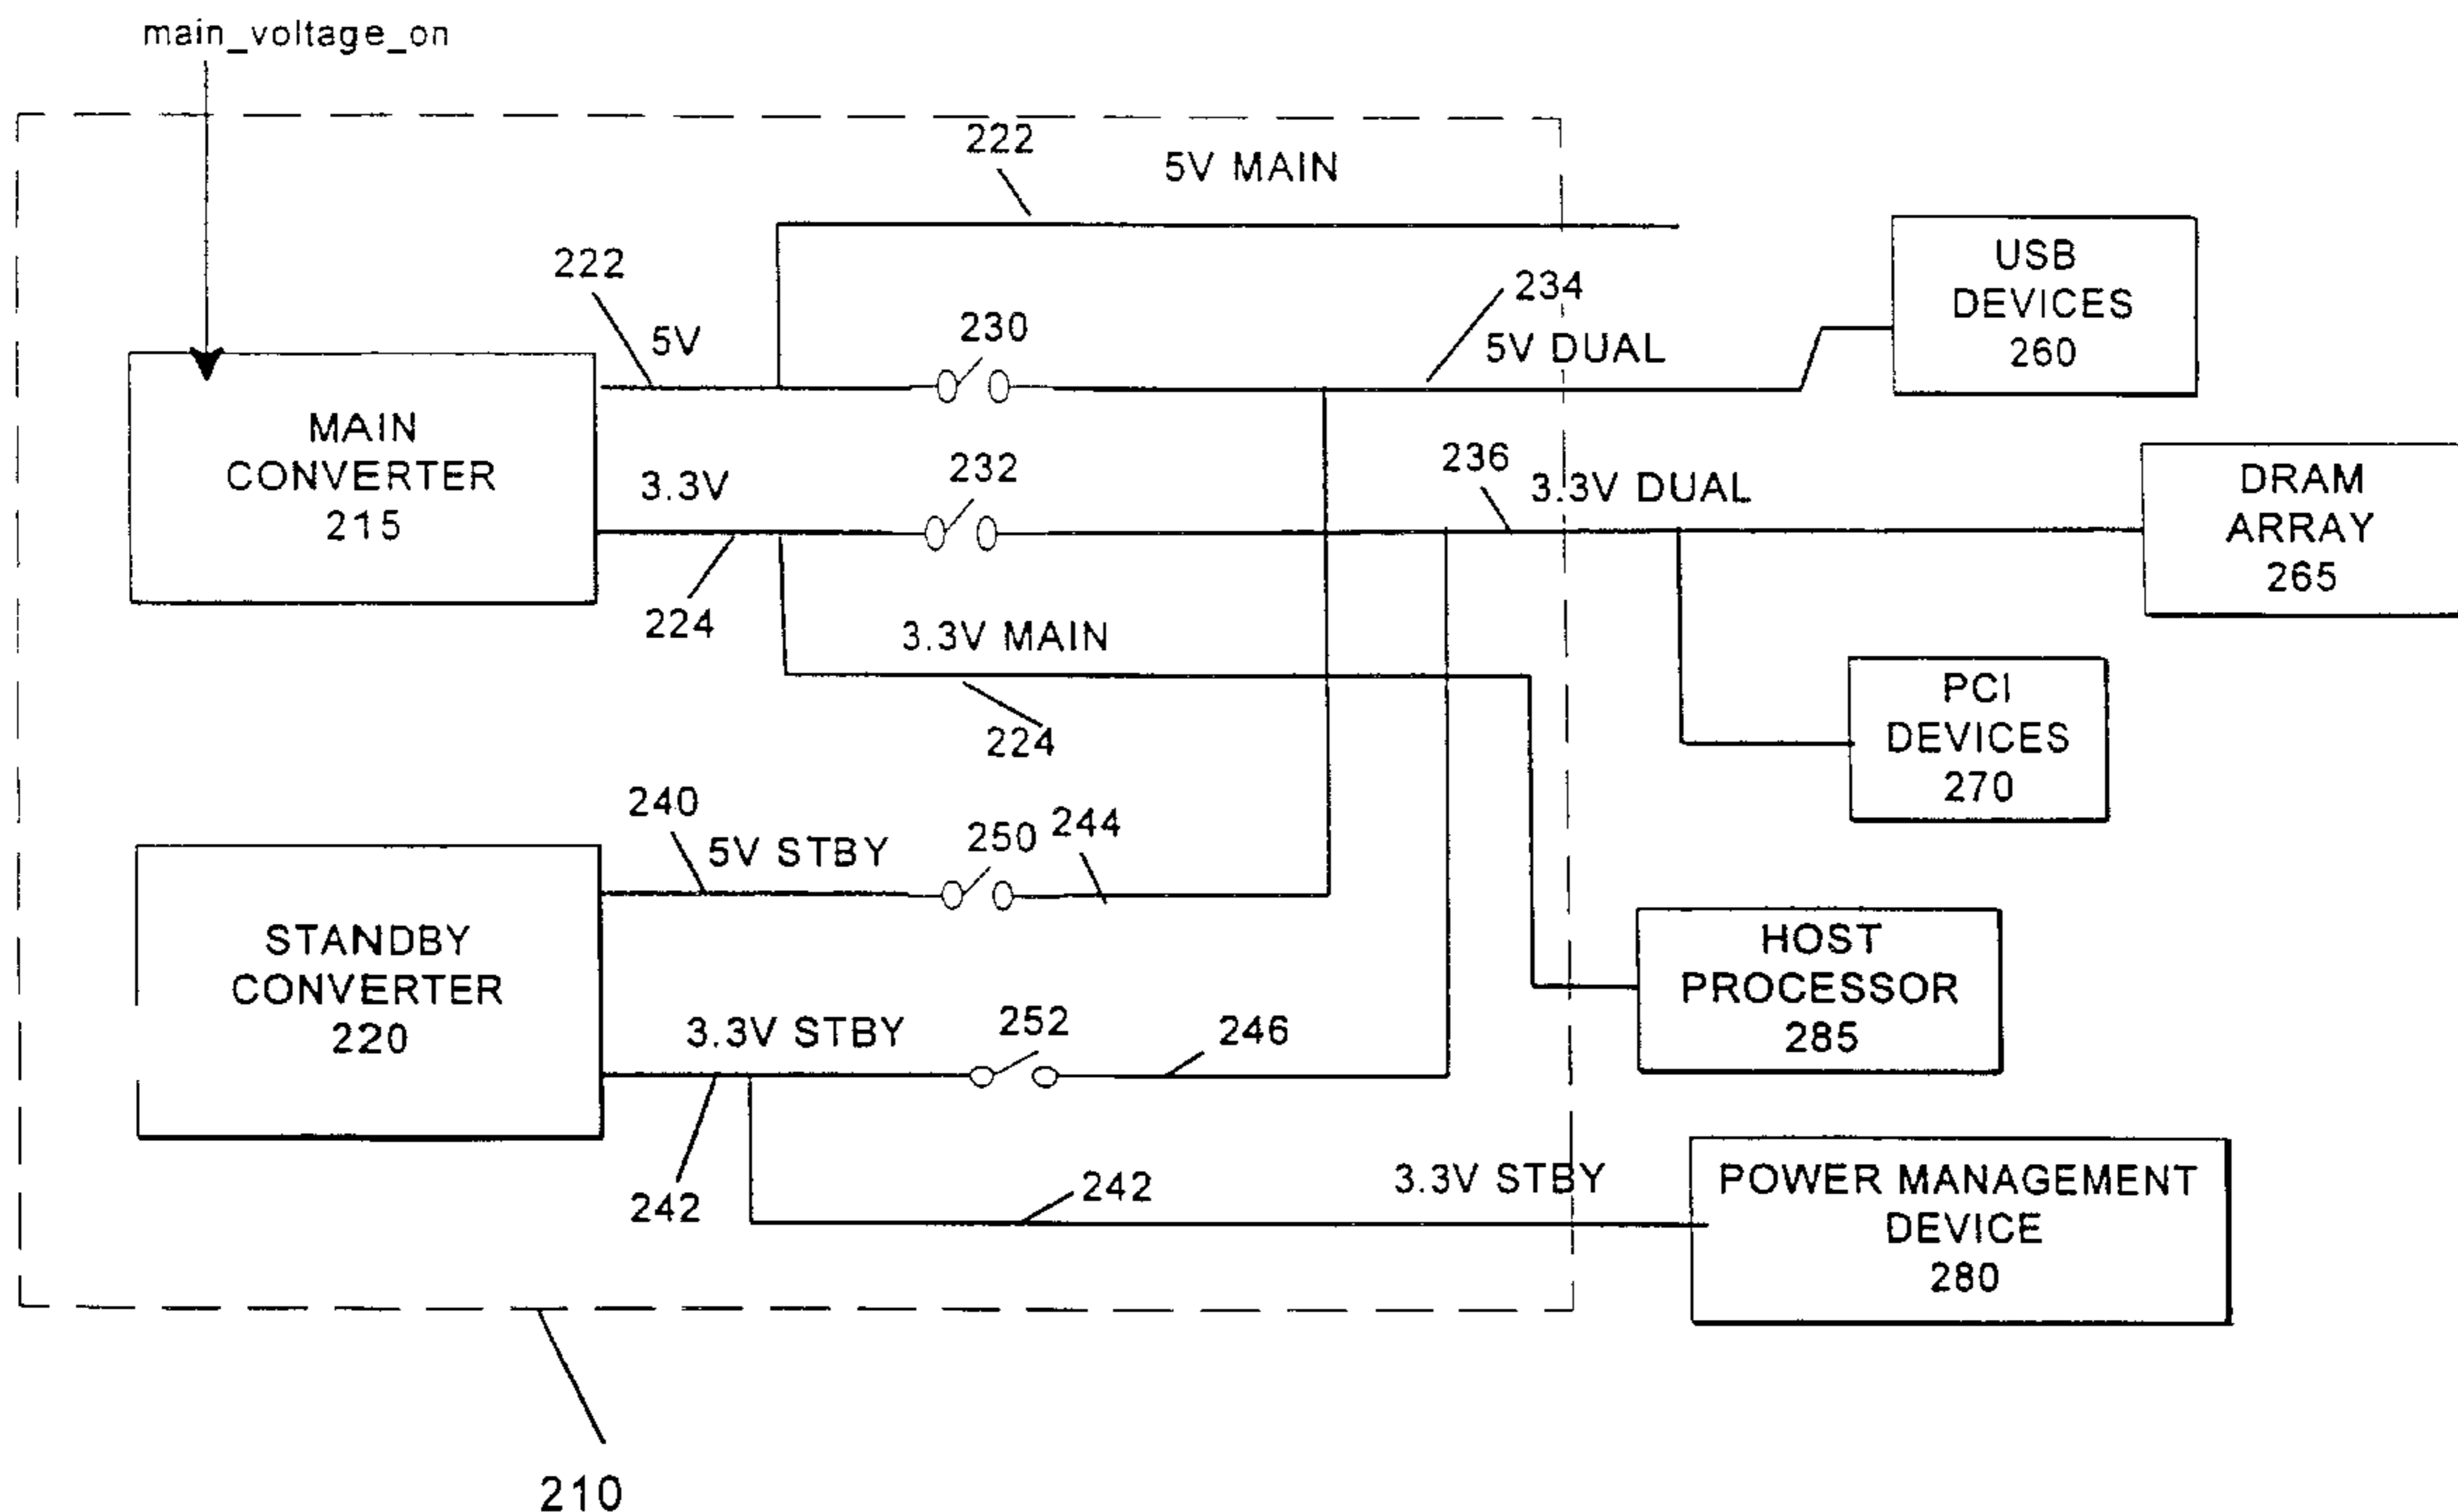 main_voltage_on
222
5V MAIN
222
5V
230
234
5V DUAL
USB
DEVICES
260
MAIN
CONVERTER
215
3.3V
232
236
3.3V DUAL
DRAM
ARRAY
265
224
3.3V MAIN
224
PCI
DEVICES
270
240
5V STBY
250
244
STANDBY
CONVERTER
220
HOST
PROCESSOR
285
3.3V STBY
252
246
242
242
3.3V STBY
POWER MANAGEMENT
DEVICE
280
210